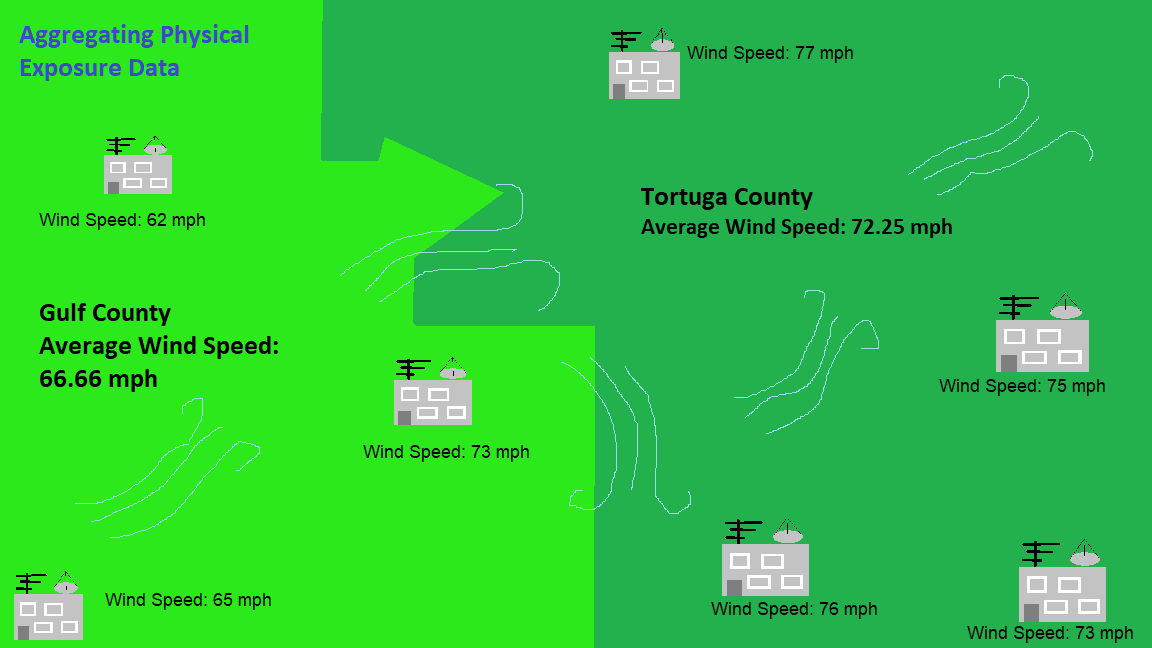 Aggregating Physical
Exposure Data
Wind Speed: 77 mph
Wind Speed: 62 mph
Tortuga County
Average Wind Speed: 72.25 mph
Gulf County
Average Wind Speed:
66.66 mph
Wind Speed: 75 mph
Wind Speed: 73 mph
Wind Speed: 65 mph
Wind Speed: 76 mph
Wind Speed: 73 mph